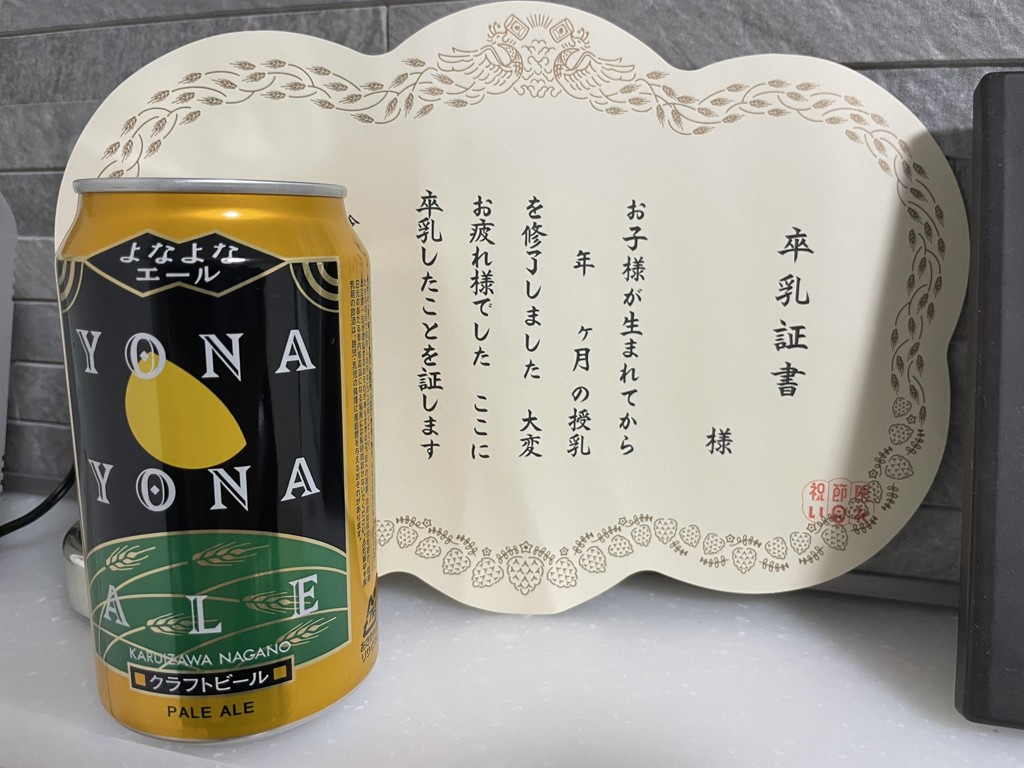 よなよな
エール
YONA
YONA
ALE
KARUIZAWA NAGANO
クラフトビール
PALE ALE
卒乳証書
様
お子様が生まれてから
年　ヶ月の授乳
を修了しました　大変
お疲れ様でした　ここに
卒乳したことを証します